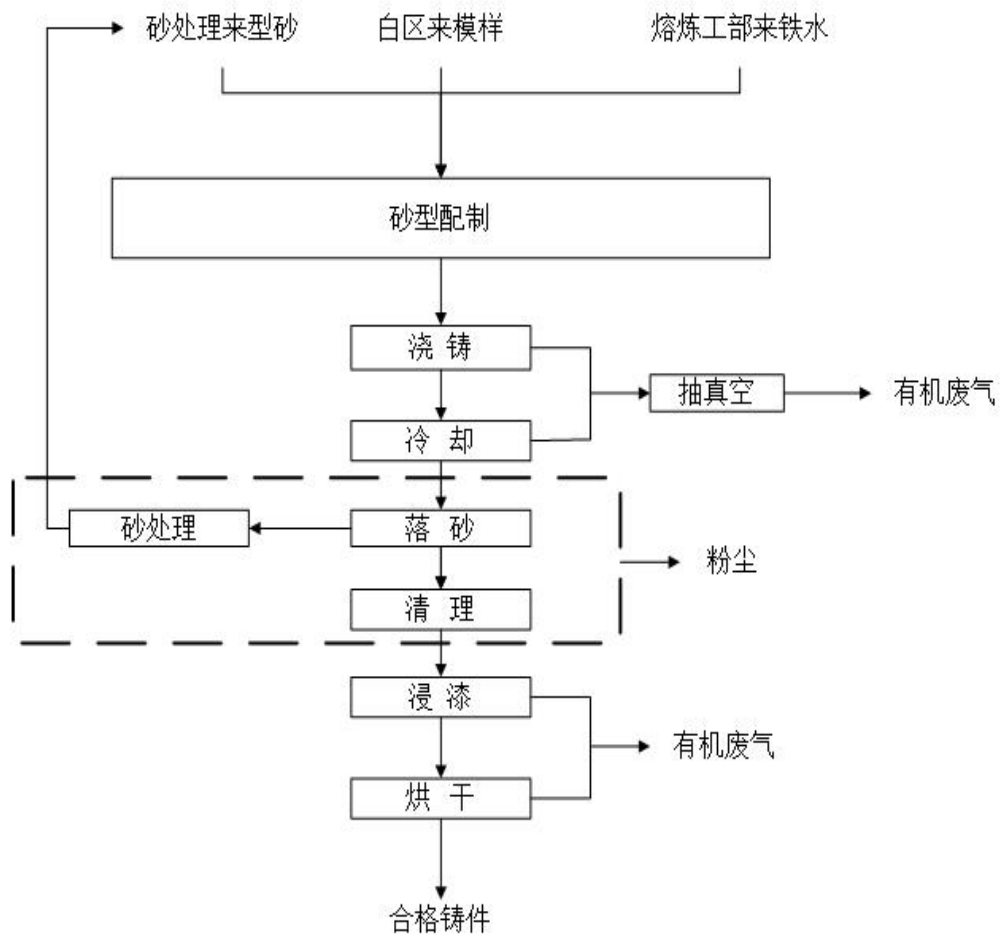 砂处理来型砂
白区来模样
熔炼工部来铁水
砂型配制
浇 铸
抽真空
有机废气
冷 却
砂处理
落 砂
粉尘
清 理
浸 漆
有机废气
烘 干
合格铸件